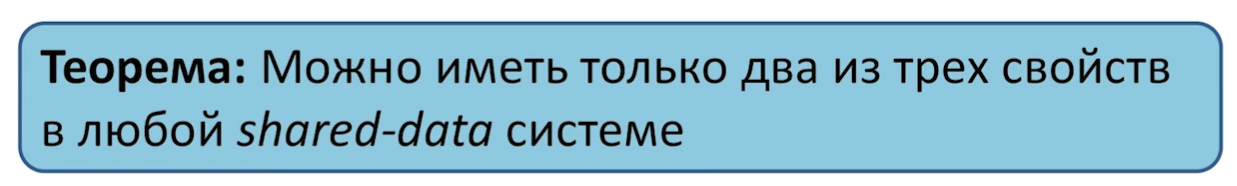 Теорема: Можно иметь только два из трех свойств
в любой shared-data системе